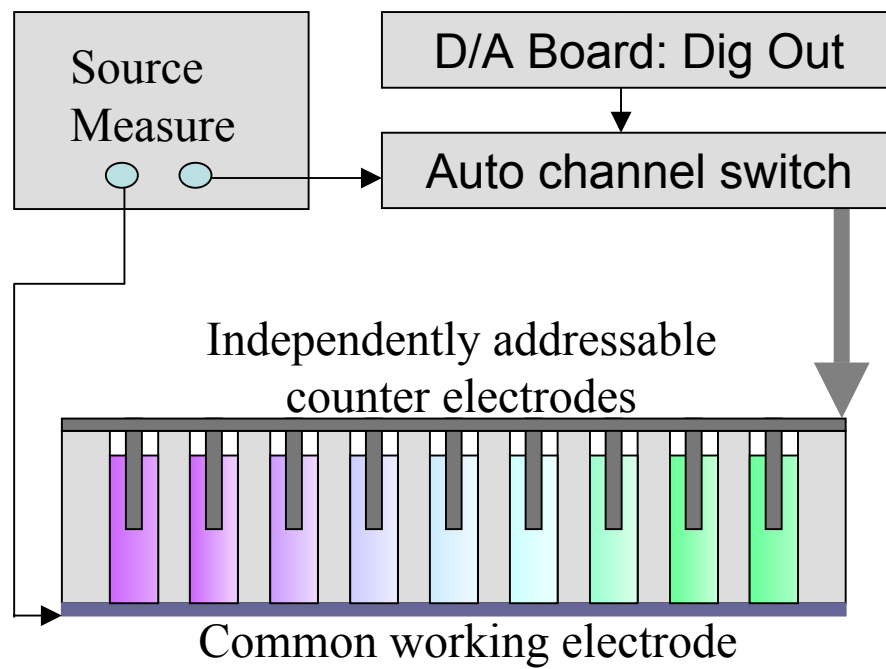 Source
Measure
D/A Board: Dig Out
Auto channel switch
Independently addressable
counter electrodes
Common working electrode